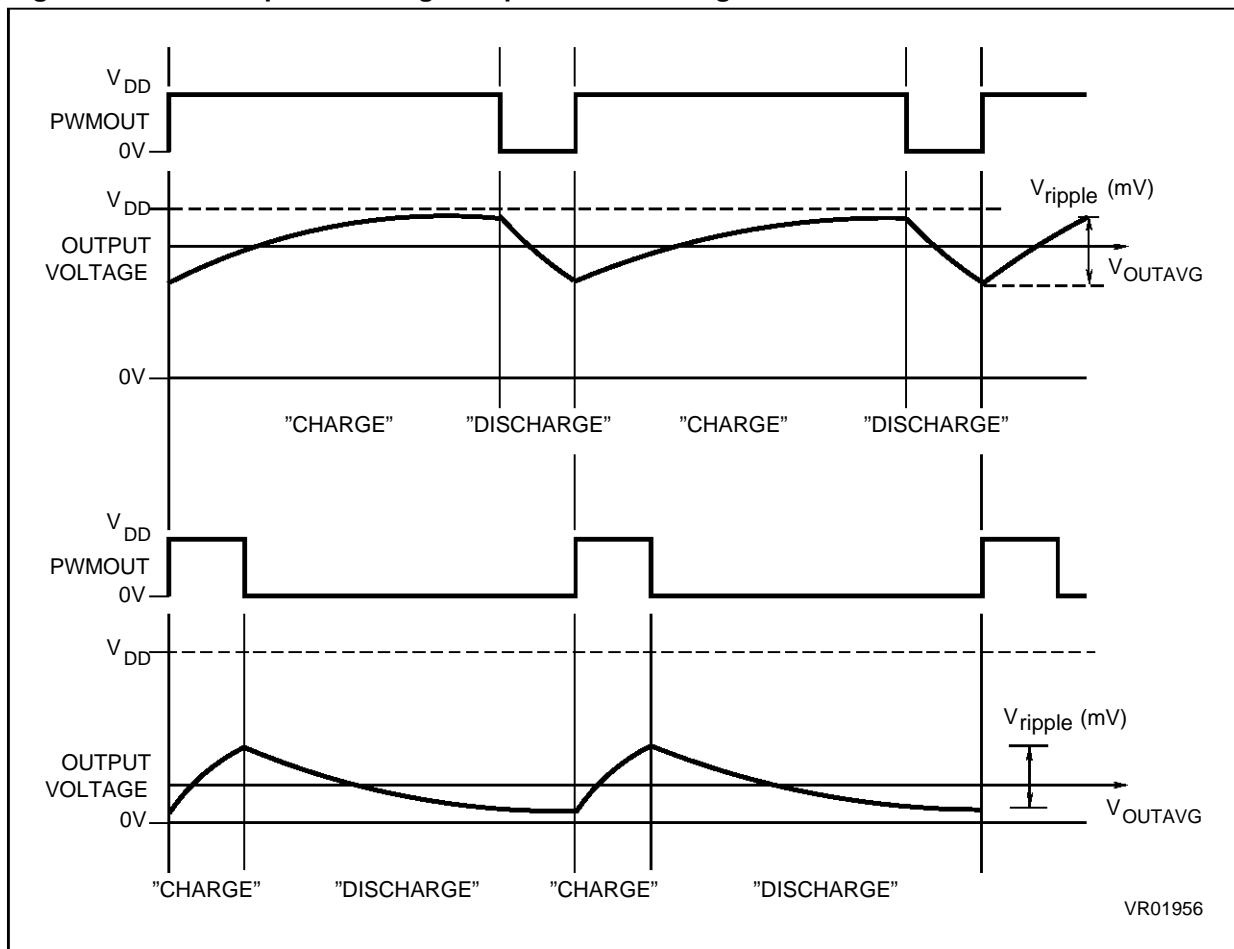 V DD
PWMOUT
0V
V DD
V ripple (mV)
OUTPUT
VOLTAGE
V OUTAVG
0V
”CHARGE” ”DISCHARGE” ”CHARGE” ”DISCHARGE”
V DD
PWMOUT
0V
V DD
V ripple (mV)
OUTPUT
VOLTAGE
0V
V OUTAVG
”CHARGE” ”DISCHARGE” ”CHARGE” ”DISCHARGE”
VR01956